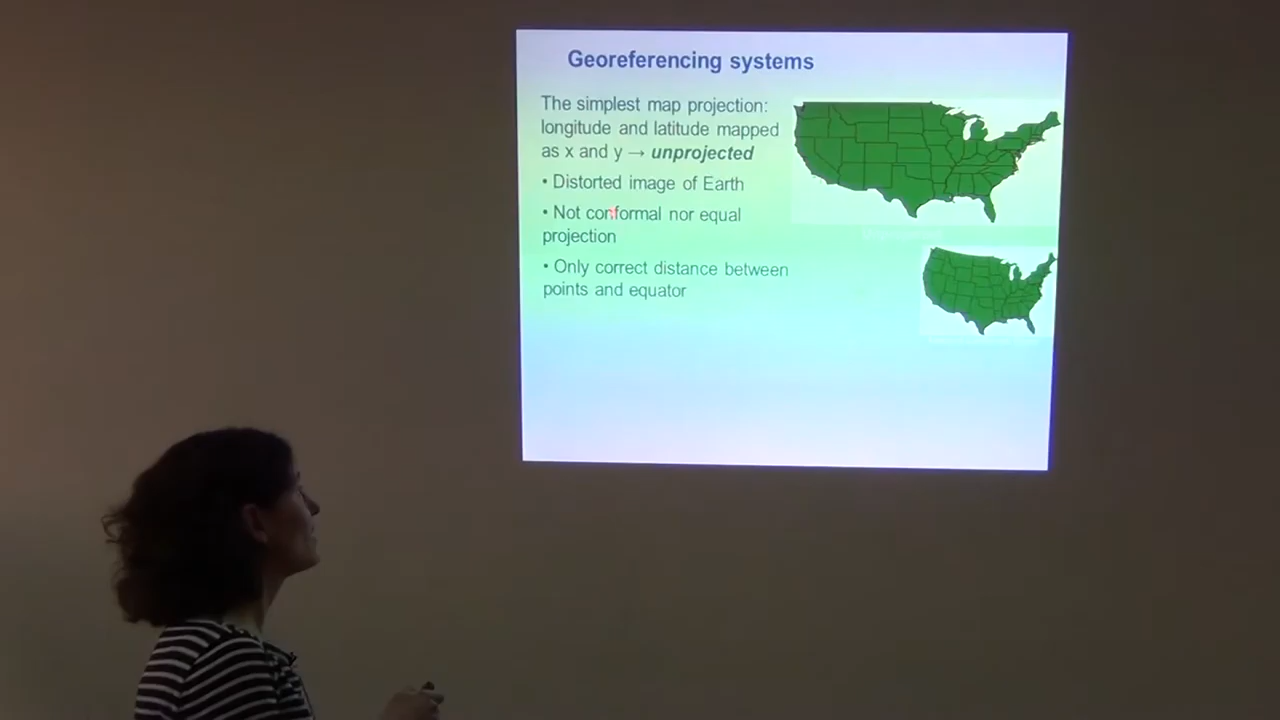 Georeferencing systems
The simplest map projection:
longitude and latitude mapped
as x and y → unprojected
• Distorted image of Earth
• Not conformal nor equal
projection
• Only correct distance between
points and equator